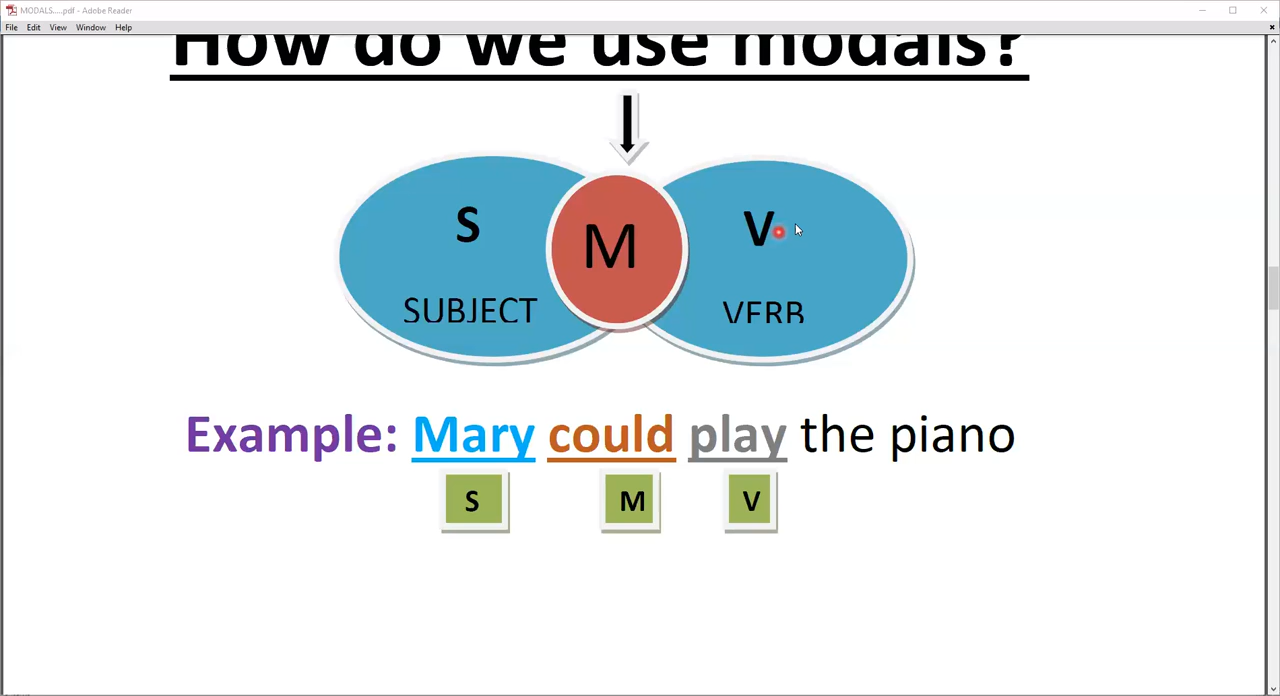 MODALS.....pdf - Adobe Reader
File Edit View Window Help
How do we use modals?
S M V
SUBJECT VERB
Example: Mary could play the piano
S M V